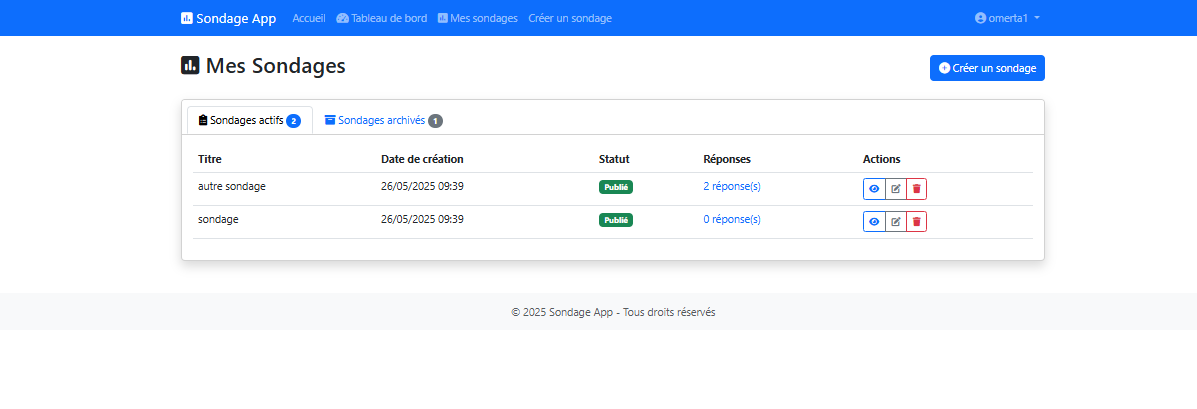 Sondage App Accueil Tableau de bord Mes sondages Créer un sondage omerta1
Mes Sondages Créer un sondage
Sondages actifs 2 Sondages archivés 1
Titre Date de création Statut Réponses Actions
autre sondage 26/05/2025 09:39 Publié 2 réponse(s)
sondage 26/05/2025 09:39 Publié 0 réponse(s)
© 2025 Sondage App - Tous droits réservés